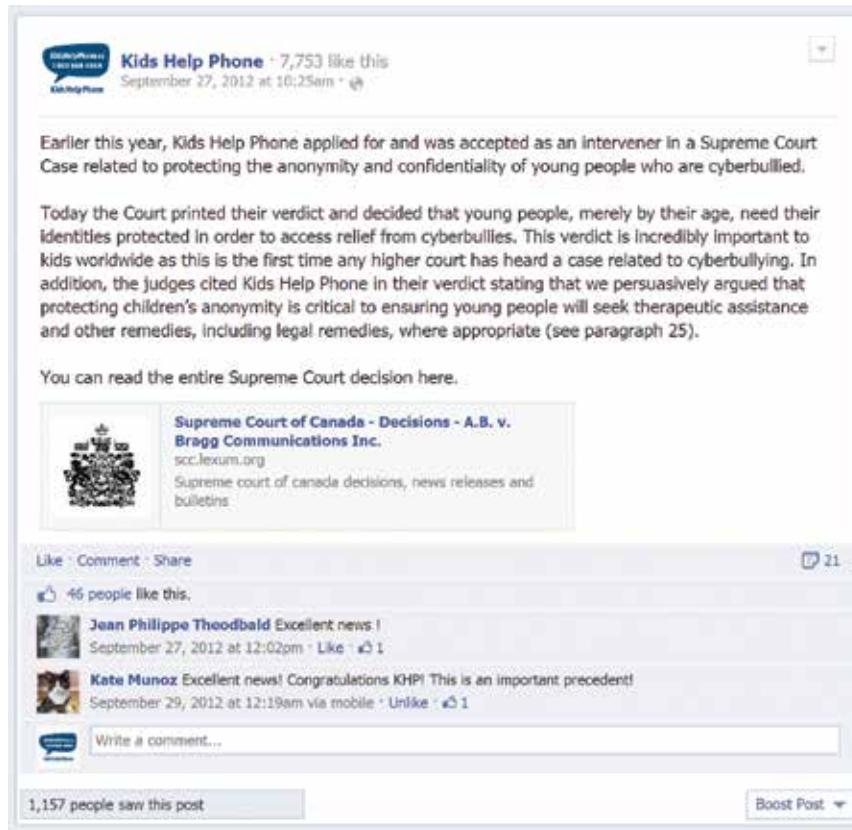 Kids Help Phone
Kids Help Phone · 7,753 like this
September 27, 2012 at 10:25am ·
Earlier this year, Kids Help Phone applied for and was accepted as an intervener in a Supreme Court
Case related to protecting the anonymity and confidentiality of young people who are cyberbullied.
Today the Court printed their verdict and decided that young people, merely by their age, need their
identities protected in order to access relief from cyberbullies. This verdict is incredibly important to
kids worldwide as this is the first time any higher court has heard a case related to cyberbullying. In
addition, the judges cited Kids Help Phone in their verdict stating that we persuasively argued that
protecting children's anonymity is critical to ensuring young people will seek therapeutic assistance
and other remedies, including legal remedies, where appropriate (see paragraph 25).
You can read the entire Supreme Court decision here.
Supreme Court of Canada - Decisions - A.B. v.
Bragg Communications Inc.
scc.lexum.org
Supreme court of canada decisions, news releases and
bulletins
Like · Comment · Share 21
46 people like this.
Jean Philippe Theodbald Excellent news !
September 27, 2012 at 12:02pm · Like · 1
Kate Munoz Excellent news! Congratulations KHP! This is an important precedent!
September 29, 2012 at 12:19am via mobile · Unlike · 1
Write a comment...
1,157 people saw this post
Boost Post